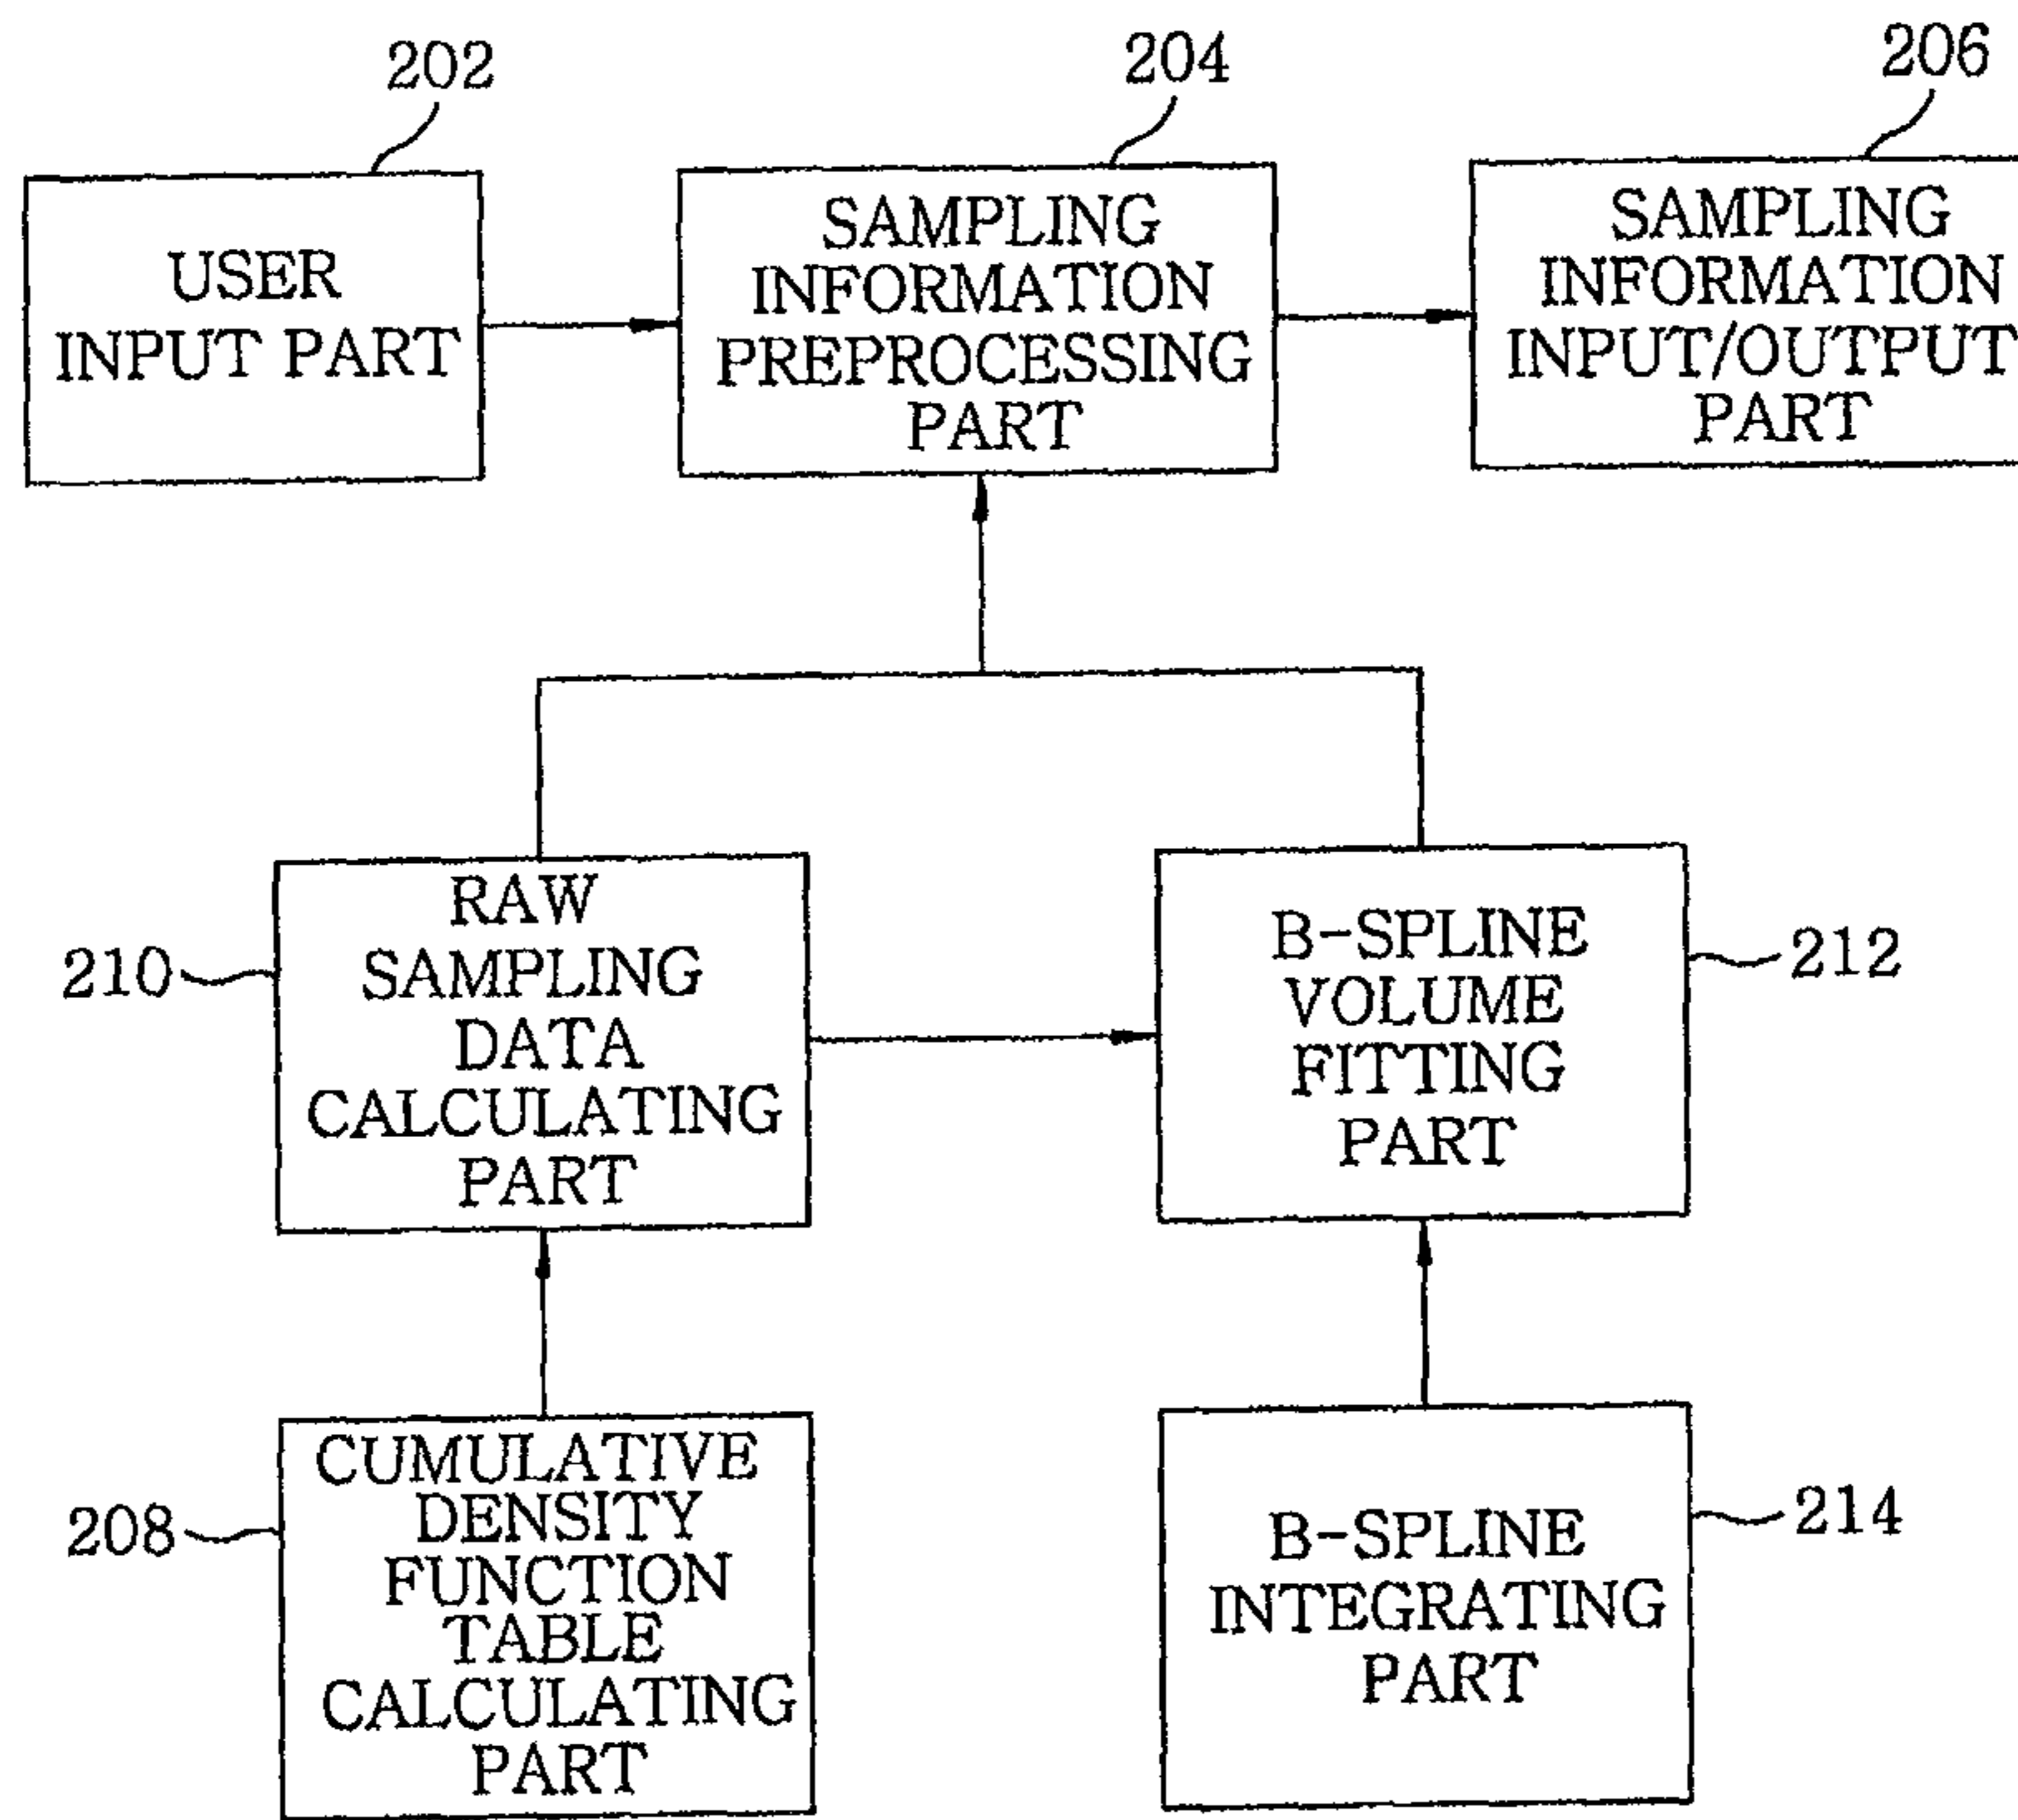 202
204
206
USER
INPUT PART
SAMPLING
INFORMATION
PREPROCESSING
PART
SAMPLING
INFORMATION
INPUT/OUTPUT
PART
210
RAW
SAMPLING
DATA
CALCULATING
PART
B-SPLINE
VOLUME
FITTING
PART
212
208
CUMULATIVE
DENSITY
FUNCTION
TABLE
CALCULATING
PART
B-SPLINE
INTEGRATING
PART
214